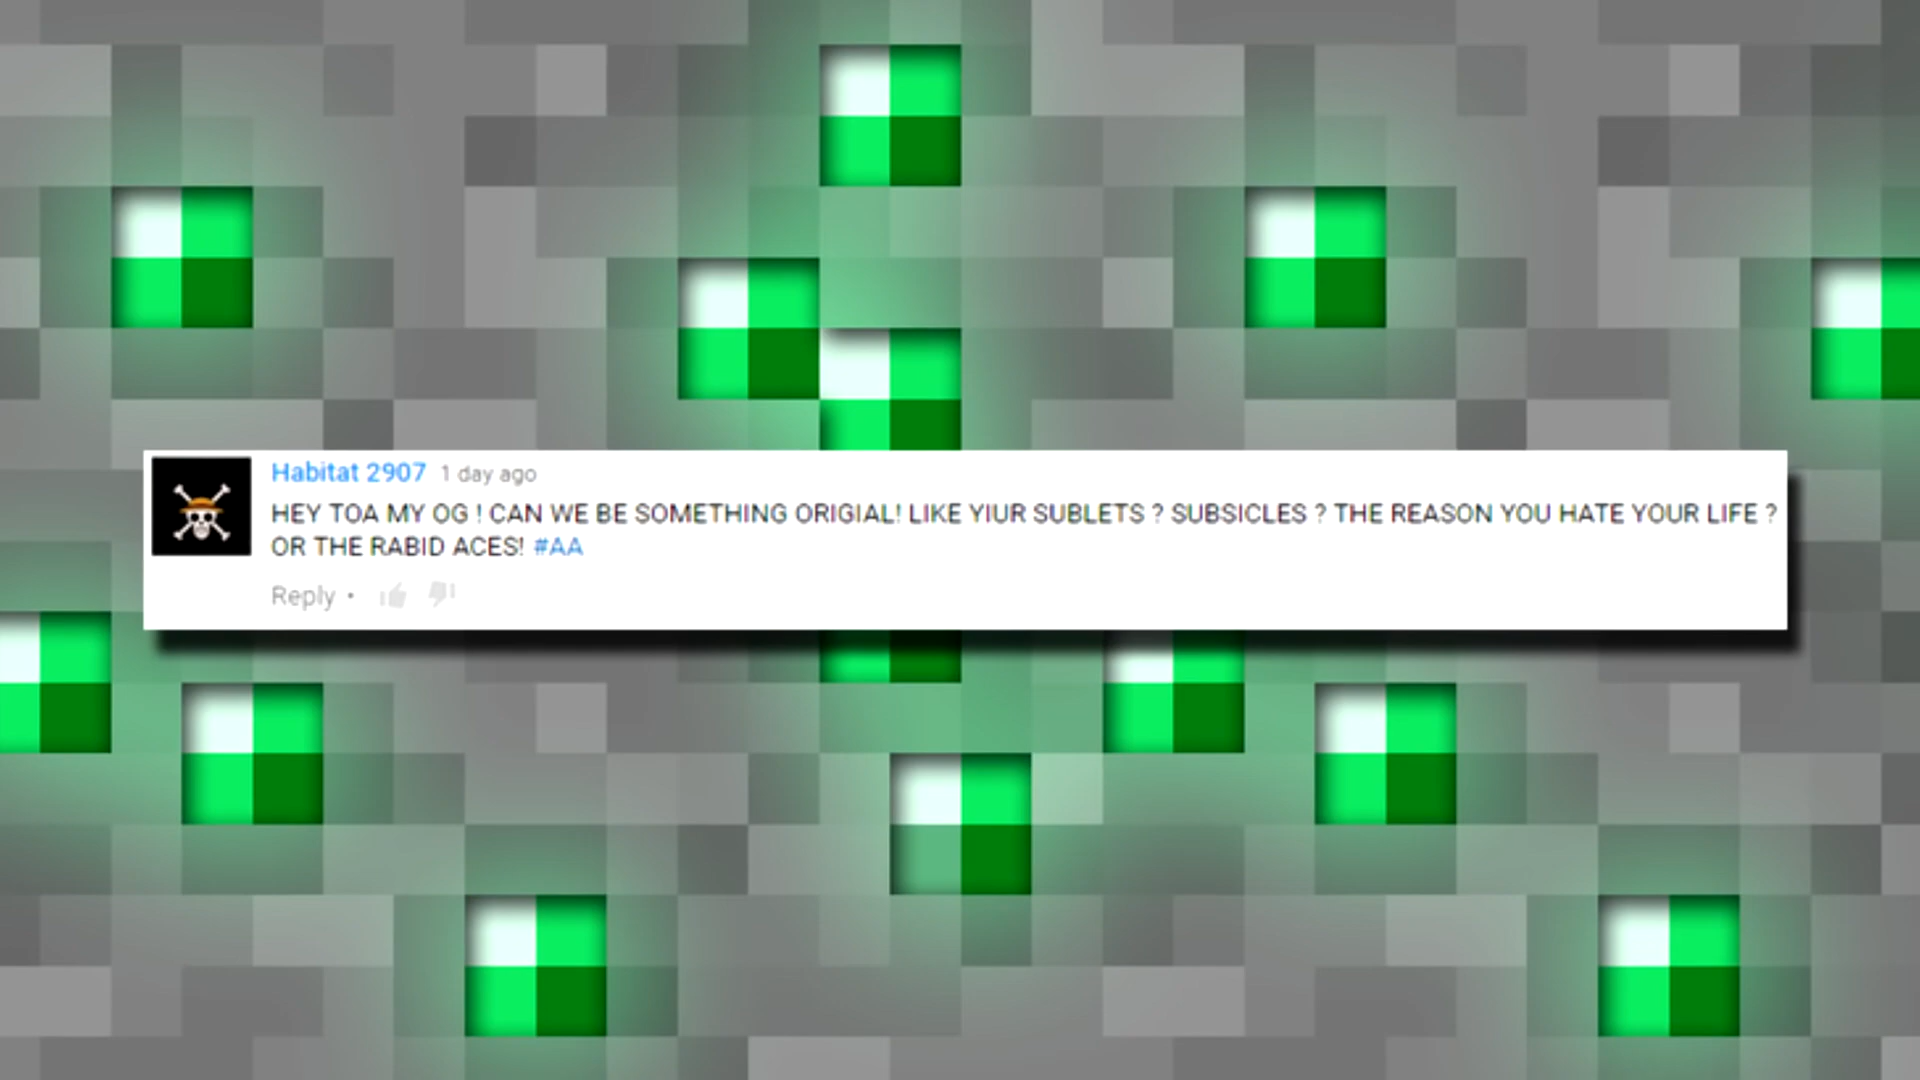 Habitat 2907 1 day ago
HEY TOA MY OG ! CAN WE BE SOMETHING ORIGIAL! LIKE YIUR SUBLETS ? SUBSICLES ? THE REASON YOU HATE YOUR LIFE ?
OR THE RABID ACES! #AA
Reply •